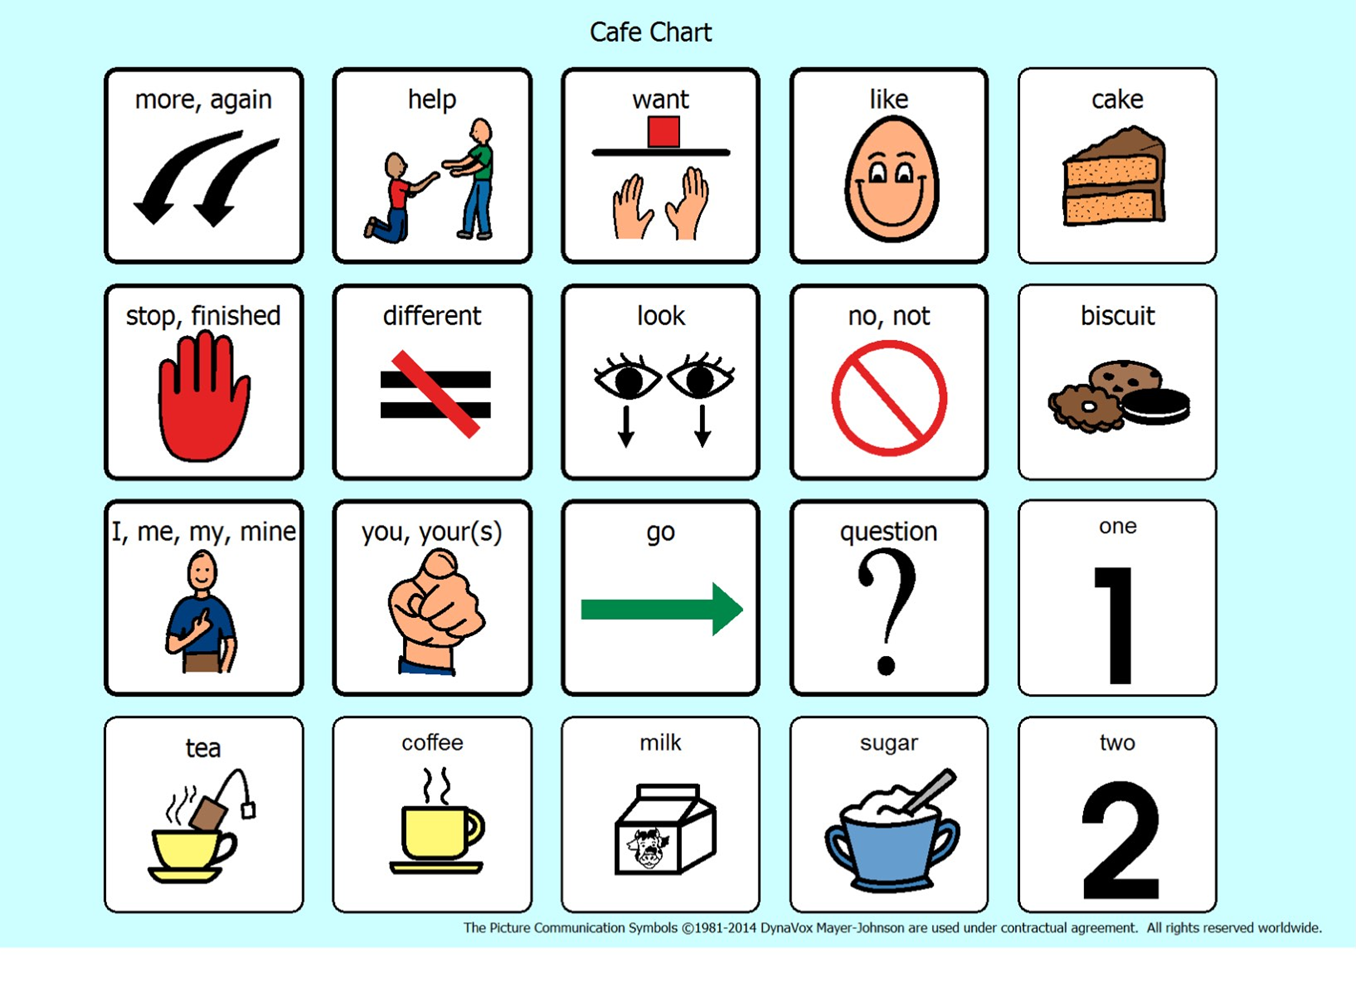 Cafe Chart
more, again
help
want
like
cake
stop, finished
different
look
no, not
biscuit
I, me, my, mine
you, your(s)
go
question
?
one
1
tea
coffee
milk
sugar
two
2
The Picture Communication Symbols ©1981-2014 DynaVox Mayer-Johnson are used under contractual agreement.  All rights reserved worldwide.